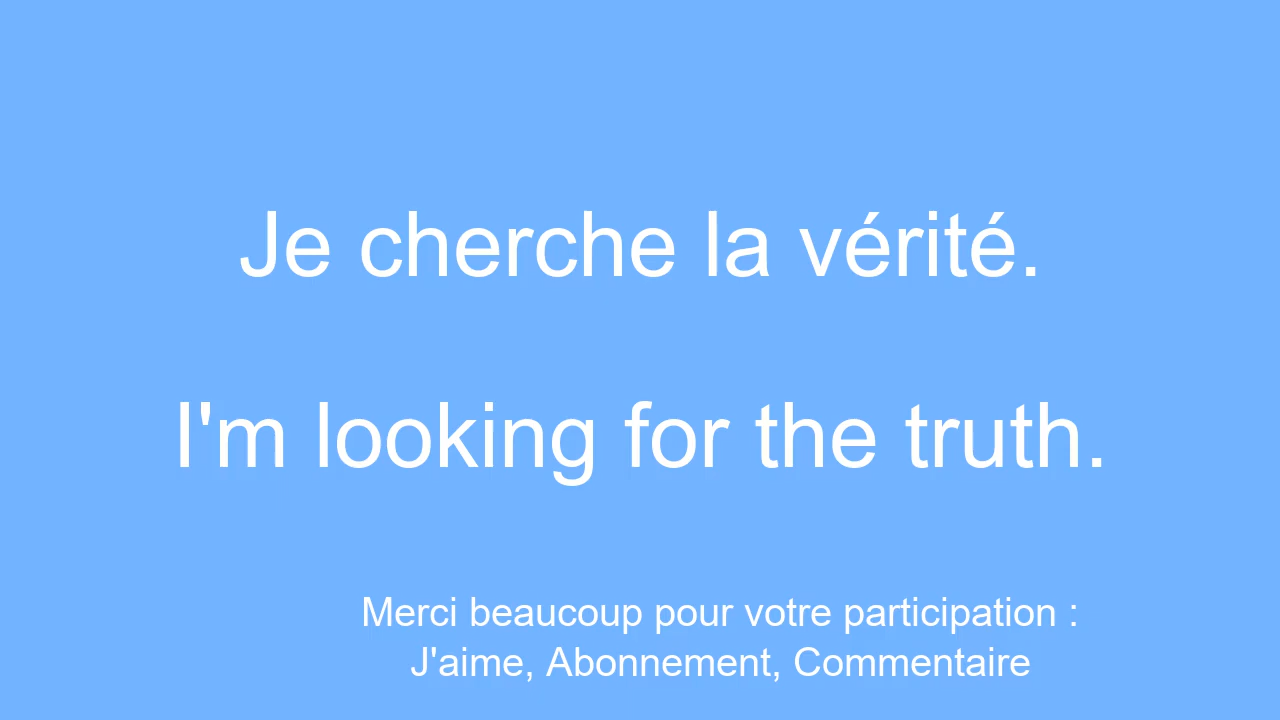 Je cherche la vérité.
I'm looking for the truth.
Merci beaucoup pour votre participation :
J'aime, Abonnement, Commentaire